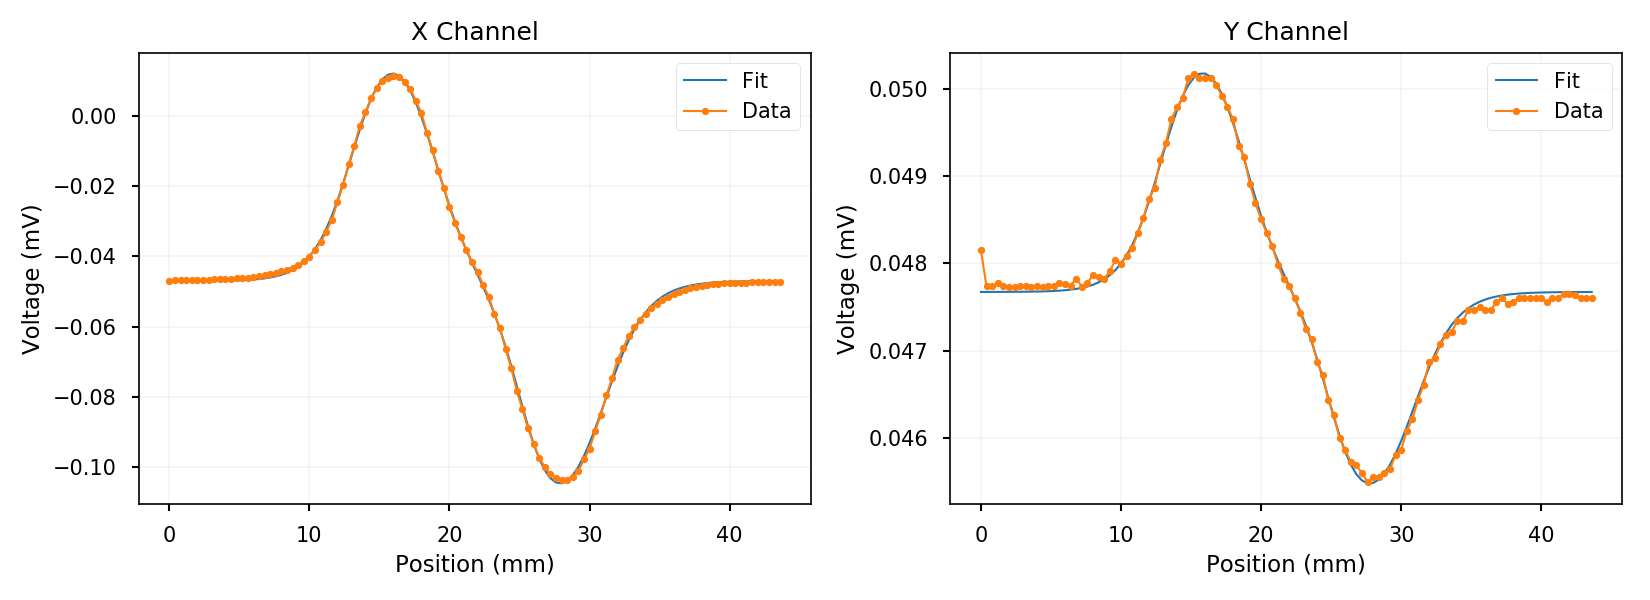 X Channel
Fit
Data
0.00
−0.02
−0.04
−0.06
−0.08
−0.10
Voltage (mV)
0
10
20
30
40
Position (mm)
Y Channel
Fit
Data
0.050
0.049
0.048
0.047
0.046
Voltage (mV)
0
10
20
30
40
Position (mm)